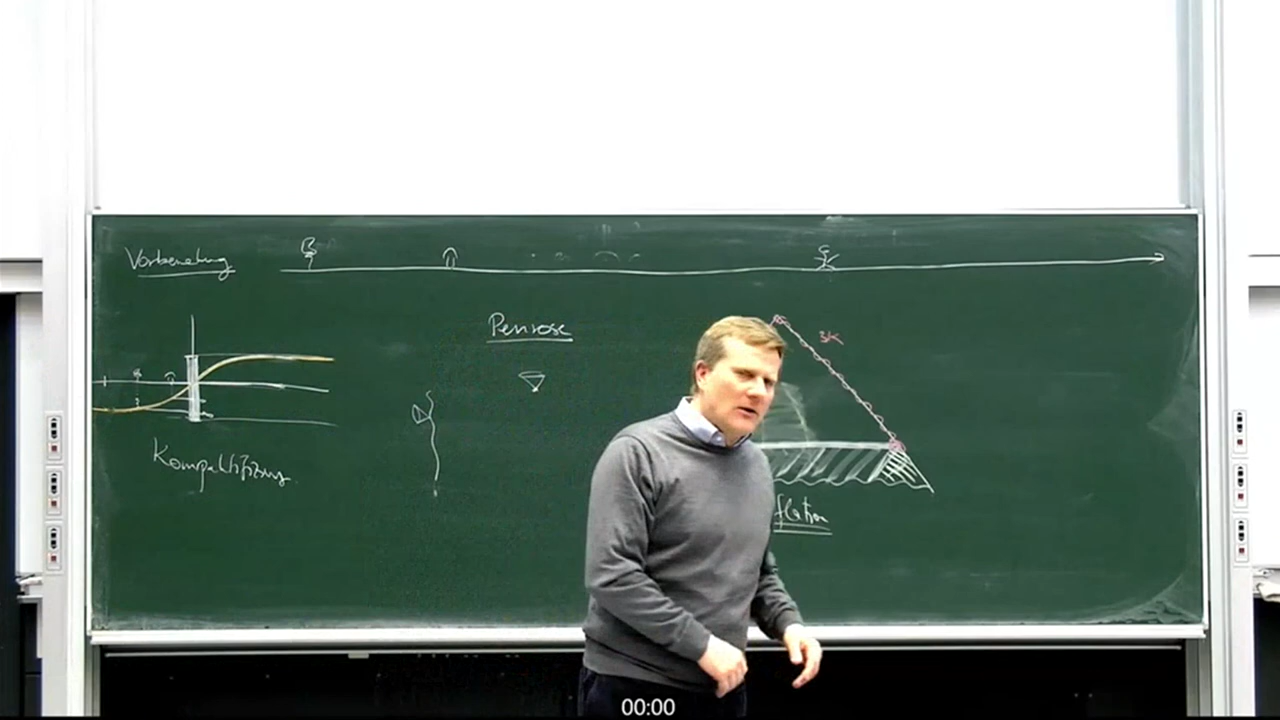 Vorbereitung
Penrose
3K
Kompaktifizierung
flation
00:00